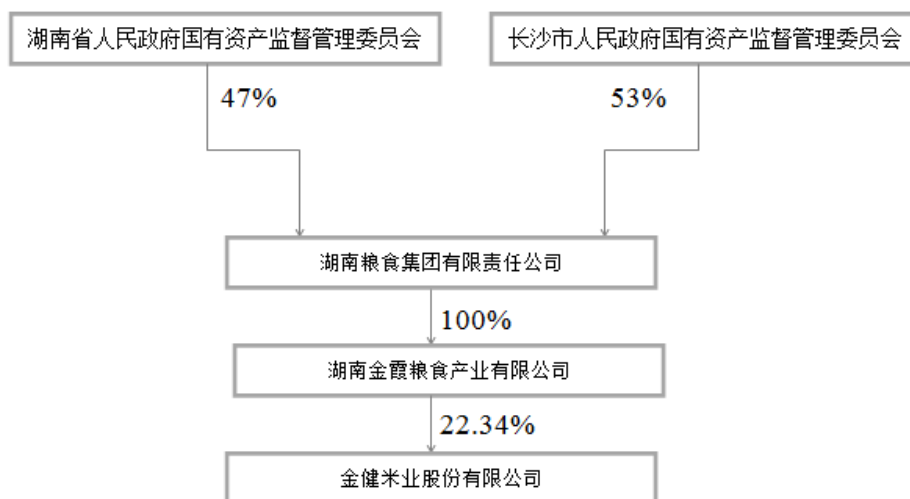 湖南省人民政府国有资产监督管理委员会
长沙市人民政府国有资产监督管理委员会
47%
53%
湖南粮食集团有限责任公司
100%
湖南金霞粮食产业有限公司
22.34%
金健米业股份有限公司